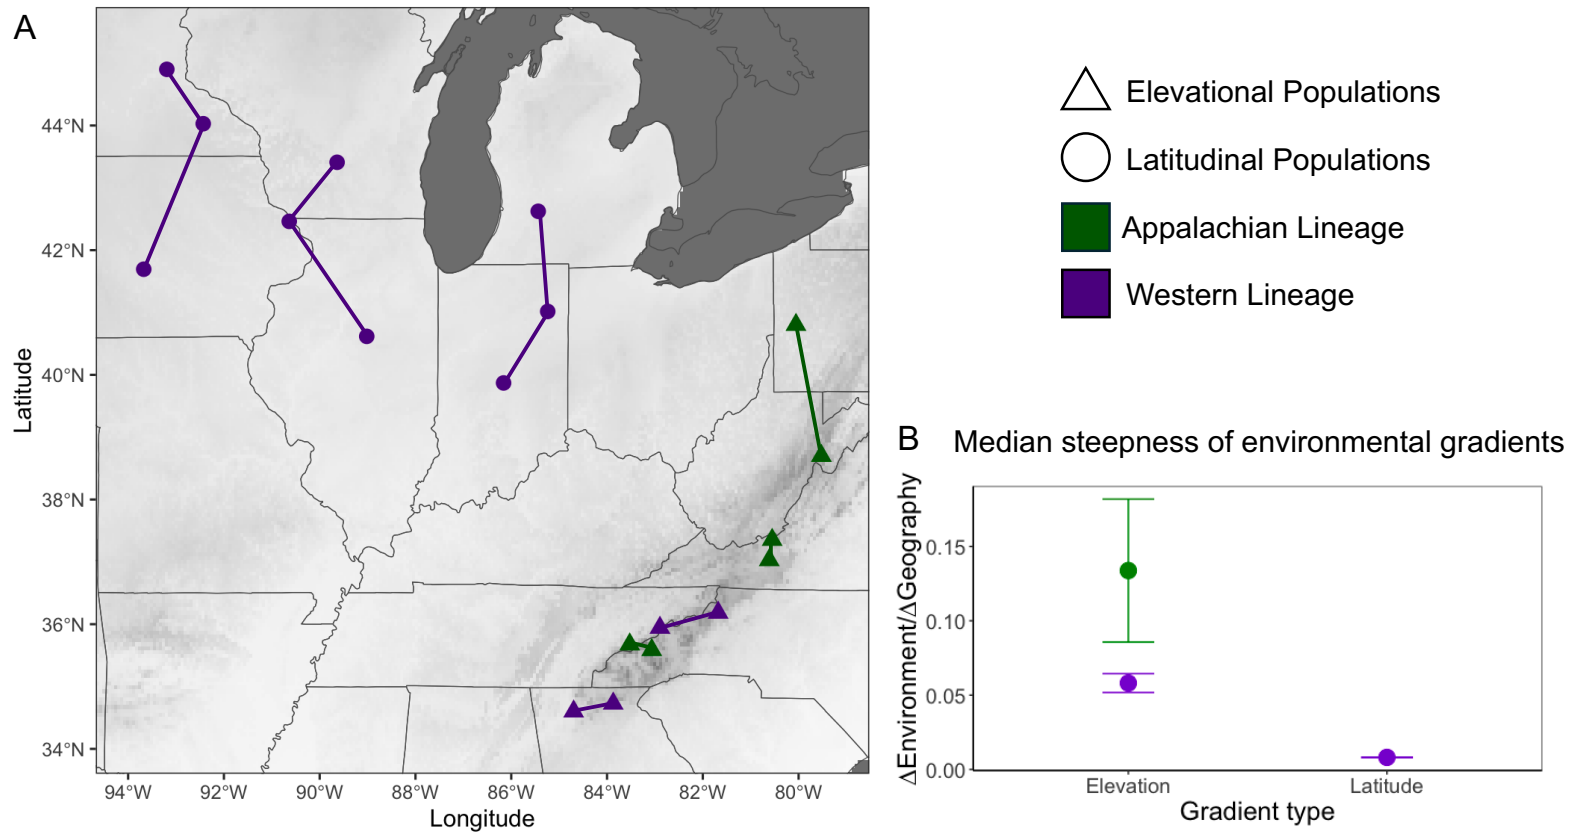 A
44°N
42°N
40°N
38°N
36°N
34°N
Latitude
94°W 92°W 90°W 88°W 86°W 84°W 82°W 80°W
Longitude
Elevational Populations
Latitudinal Populations
Appalachian Lineage
Western Lineage
B Median steepness of environmental gradients
ΔEnvironment/ΔGeography
0.15
0.10
0.05
0.00
Elevation Latitude
Gradient type